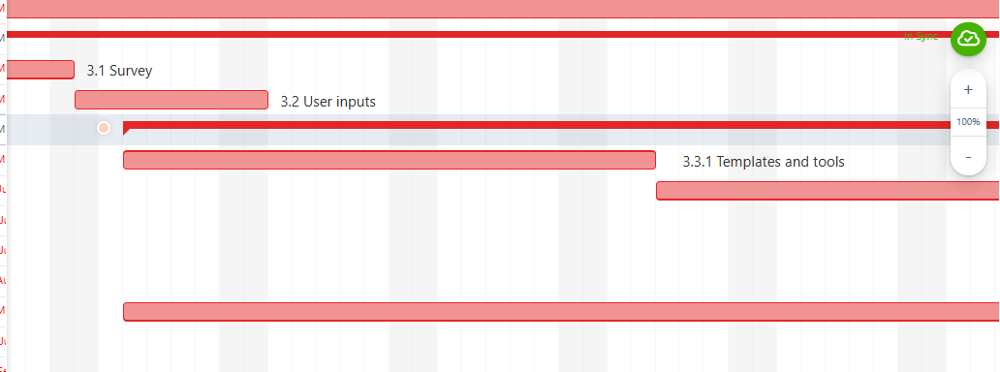 In Sync
3.1 Survey
+
3.2 User inputs
100%
-
3.3.1 Templates and tools